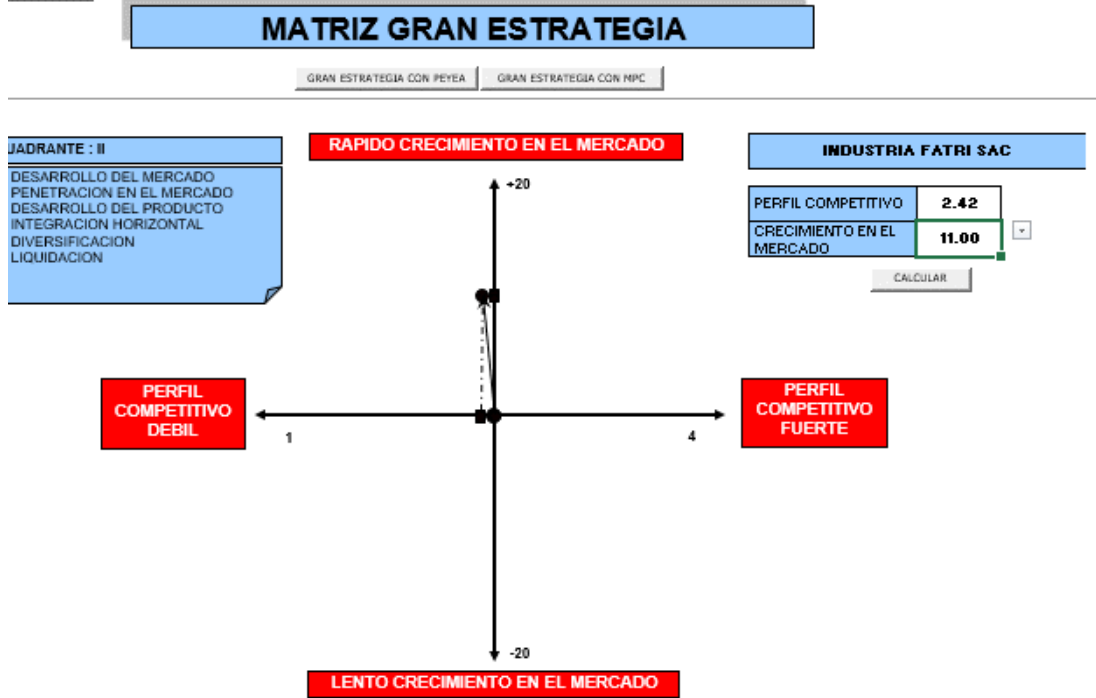 MATRIZ GRAN ESTRATEGIA
GRAN ESTRATEGIA CON PEYEA
GRAN ESTRATEGIA CON MPC
UADRANTE : II
DESARROLLO DEL MERCADO
PENETRACION EN EL MERCADO
DESARROLLO DEL PRODUCTO
INTEGRACION HORIZONTAL
DIVERSIFICACION
LIQUIDACION
RAPIDO CRECIMIENTO EN EL MERCADO
+20
INDUSTRIA FATRI SAC
PERFIL COMPETITIVO 2.42
CRECIMIENTO EN EL
MERCADO 11.00
CALCULAR
PERFIL
COMPETITIVO
DEBIL
1
4
PERFIL
COMPETITIVO
FUERTE
-20
LENTO CRECIMIENTO EN EL MERCADO